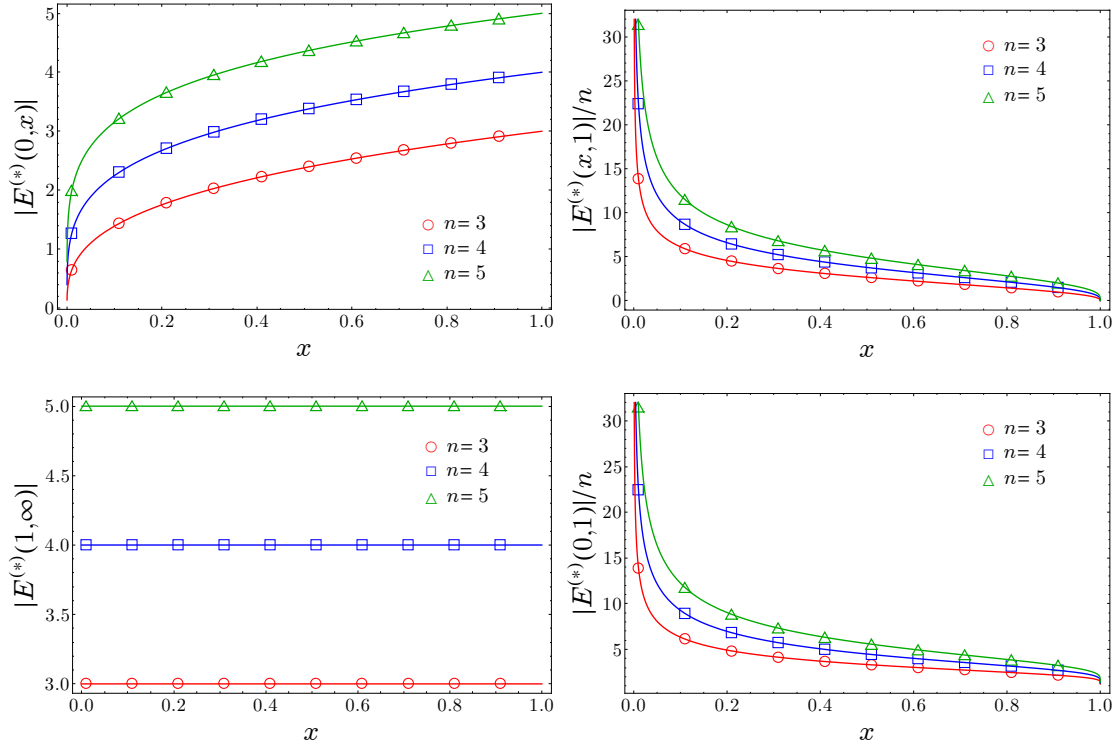 |E^{(*)}(0,x)|
5
4
3
2
1
0
n= 3
n= 4
n= 5
0.0 0.2 0.4 0.6 0.8 1.0
x
|E^{(*)}(x,1)|/n
30
25
20
15
10
5
0
n= 3
n= 4
n= 5
0.0 0.2 0.4 0.6 0.8 1.0
x
|E^{(*)}(1,∞)|
5.0
4.5
4.0
3.5
3.0
n= 3
n= 4
n= 5
0.0 0.2 0.4 0.6 0.8 1.0
x
|E^{(*)}(0,1)|/n
30
25
20
15
10
5
n= 3
n= 4
n= 5
0.0 0.2 0.4 0.6 0.8 1.0
x